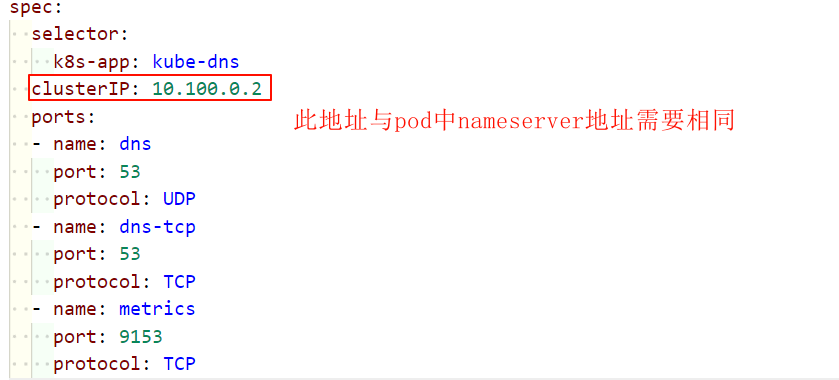 spec:
selector:
k8s-app: kube-dns
clusterIP: 10.100.0.2
ports:
此地址与pod中nameserver地址需要相同
- name: dns
port: 53
protocol: UDP
- name: dns-tcp
port: 53
protocol: TCP
- name: metrics
port: 9153
protocol: TCP